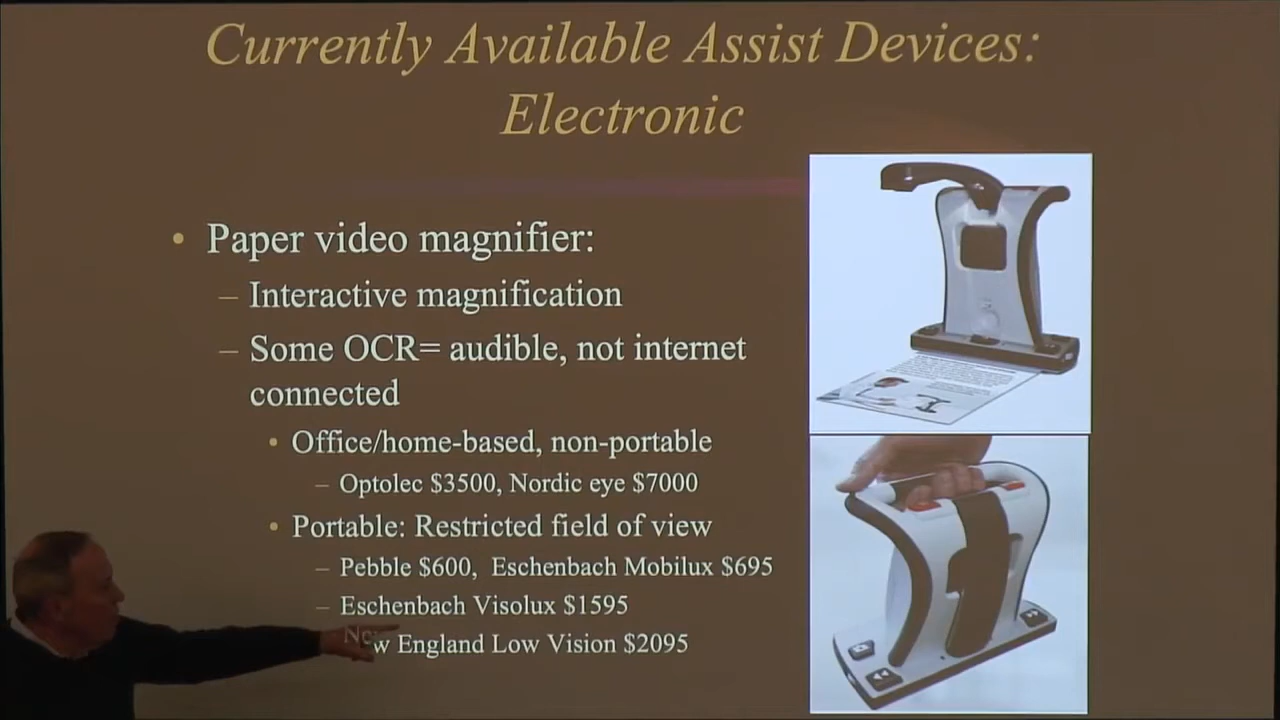 Currently Available Assist Devices:
Electronic
• Paper video magnifier:
– Interactive magnification
– Some OCR= audible, not internet
connected
• Office/home-based, non-portable
– Optolec $3500, Nordic eye $7000
• Portable: Restricted field of view
– Pebble $600, Eschenbach Mobilux $695
– Eschenbach Visolux $1595
New England Low Vision $2095